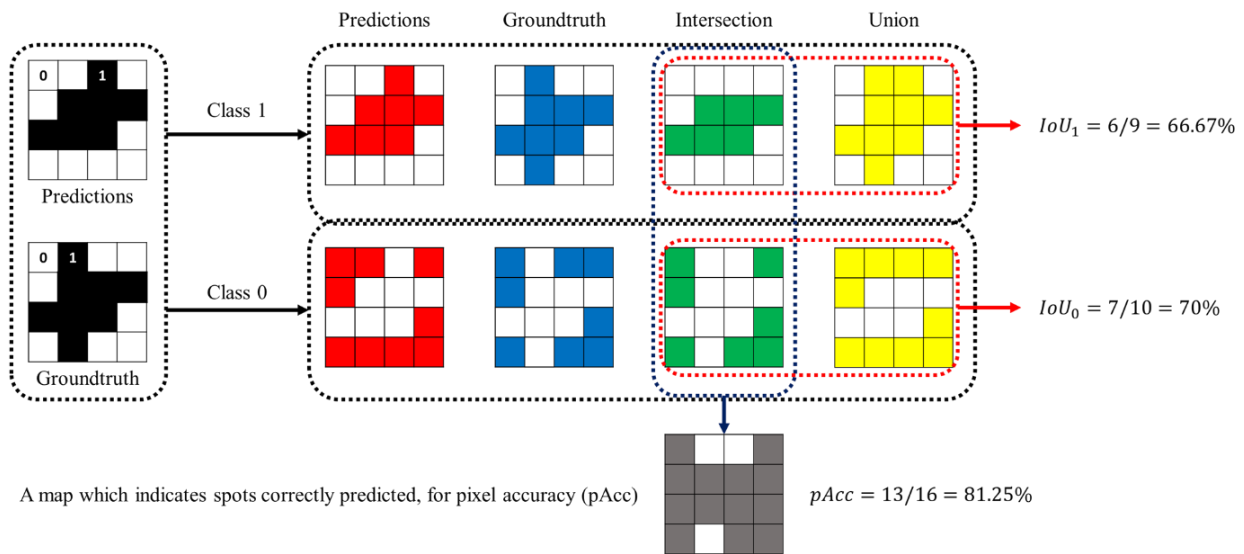 Predictions
Groundtruth
Intersection
Union
0 1
Predictions
Class 1
IoU₁ = 6/9 = 66.67%
0 1
Groundtruth
Class 0
IoU₀ = 7/10 = 70%
A map which indicates spots correctly predicted, for pixel accuracy (pAcc)
pAcc = 13/16 = 81.25%